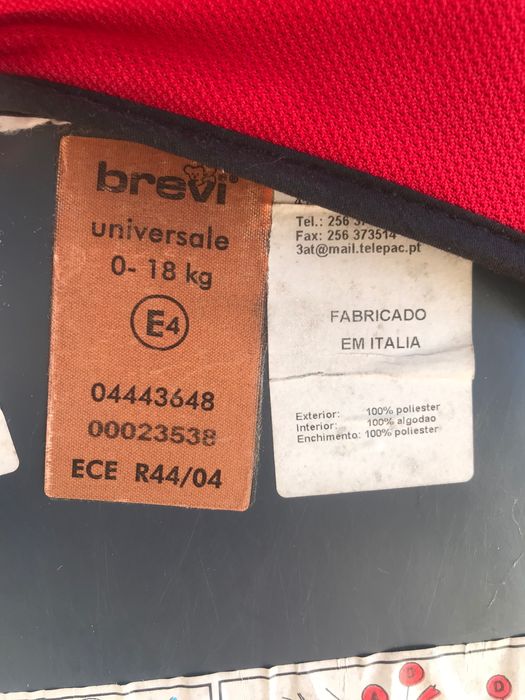 brevi
universale
0- 18 kg
E4
04443648
00023538
ECE R44/04
Tel.: 256
Fax: 256 373514
3at@mail.telepac.pt
FABRICADO
EM ITALIA
Exterior: 100% poliester
Interior: 100% algodao
Enchimento: 100% poliester
B
D